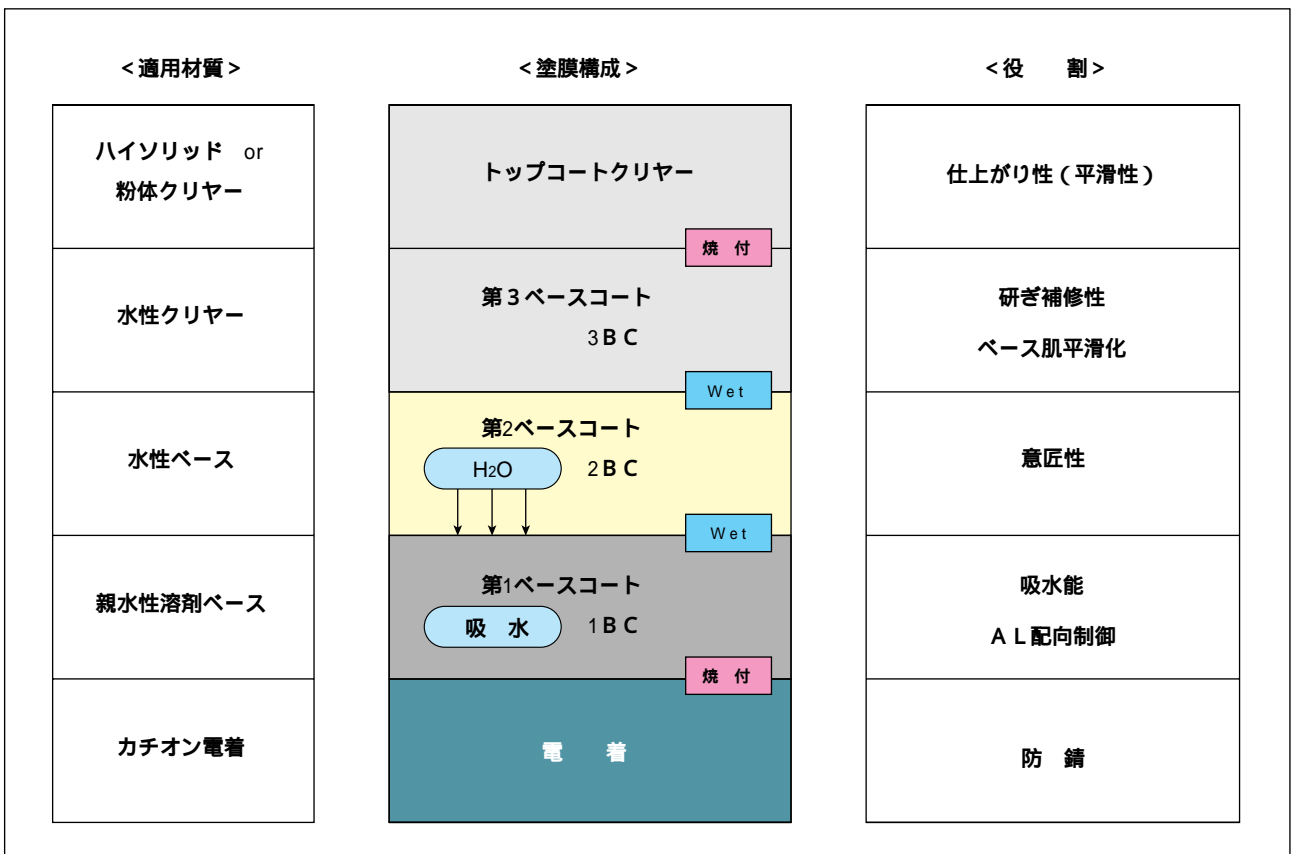 <適用材質>
ハイソリッド or
粉体クリヤー
水性クリヤー
水性ベース
親水性溶剤ベース
カチオン電着
<塗膜構成>
トップコートクリヤー
焼 付
第3ベースコート
3BC
Wet
第2ベースコート
H2O
2BC
Wet
第1ベースコート
吸 水
1BC
焼 付
電 着
<役 割>
仕上がり性(平滑性)
研ぎ補修性
ベース肌平滑化
意匠性
吸水能
AL配向制御
防 錆